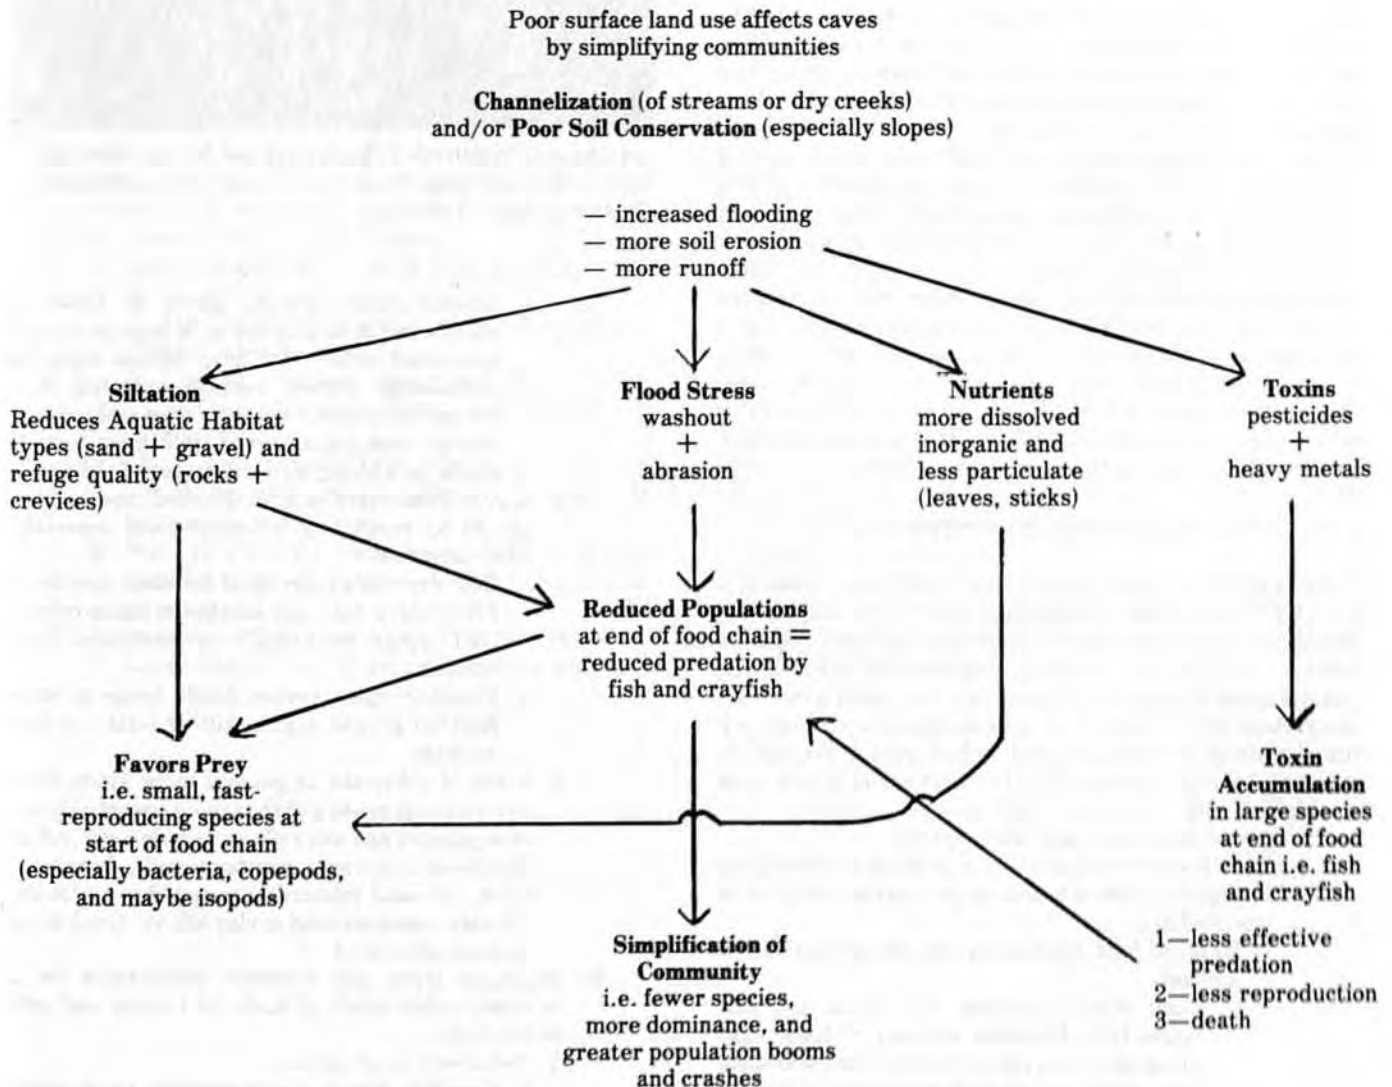 Poor surface land use affects caves
by simplifying communities
Channelization (of streams or dry creeks)
and/or Poor Soil Conservation (especially slopes)
— increased flooding
— more soil erosion
— more runoff
Siltation
Reduces Aquatic Habitat
types (sand + gravel) and
refuge quality (rocks +
crevices)
Flood Stress
washout
+
abrasion
Nutrients
more dissolved
inorganic and
less particulate
(leaves, sticks)
Toxins
pesticides
+
heavy metals
Reduced Populations
at end of food chain =
reduced predation by
fish and crayfish
Favors Prey
i.e. small, fast-
reproducing species at
start of food chain
(especially bacteria, copepods,
and maybe isopods)
Toxin
Accumulation
in large species
at end of food
chain i.e. fish
and crayfish
1—less effective
predation
2—less reproduction
3—death
Simplification of
Community
i.e. fewer species,
more dominance, and
greater population booms
and crashes